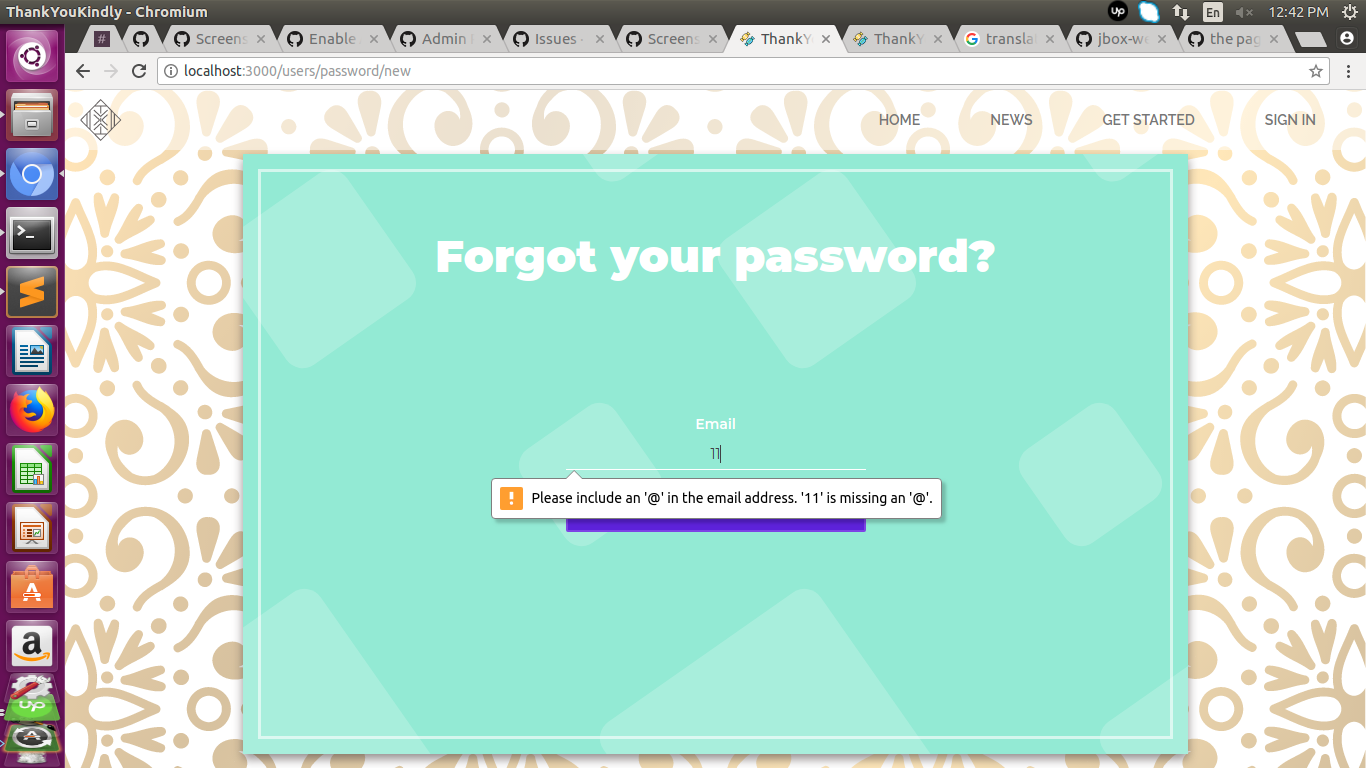 ThankYouKindly - Chromium
Up
En
12:42 PM
#
Screens
Enable
Admin
Issues
Screens
ThankY
ThankY
transla
jbox-we
the pag
localhost:3000/users/password/new
HOME
NEWS
GET STARTED
SIGN IN
Forgot your password?
Email
11
Please include an '@' in the email address. '11' is missing an '@'.